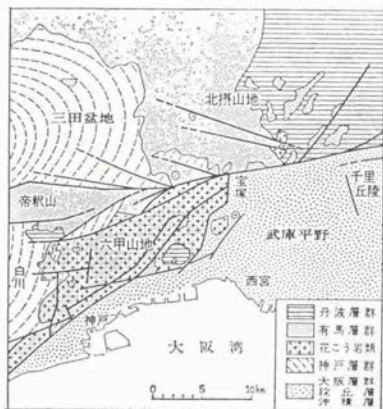 北摂山地
三田盆地
千里
丘陵
宝
塚
帝釈山
武庫平野
六甲山地
白
川
西宮
神戸
大阪湾
0 5 10km
丹波層群
有馬層群
花こう岩類
神戸層群
大阪層群
段丘層
沖積層